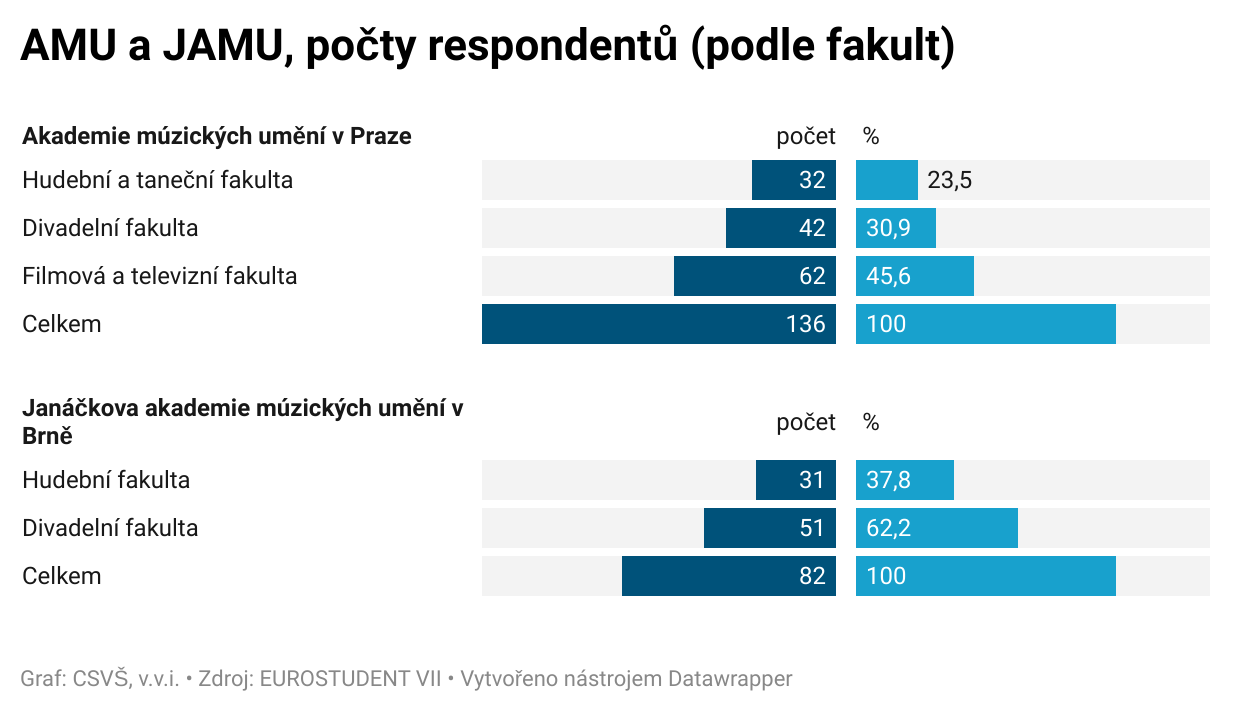 AMU a JAMU, počty respondentů (podle fakult)
Akademie múzických umění v Praze počet %
Hudební a taneční fakulta 32 23,5
Divadelní fakulta 42 30,9
Filmová a televizní fakulta 62 45,6
Celkem 136 100
Janáčkova akademie múzických umění v
Brně počet %
Hudební fakulta 31 37,8
Divadelní fakulta 51 62,2
Celkem 82 100
Graf: CSVŠ, v.v.i. • Zdroj: EUROSTUDENT VII • Vytvořeno nástrojem Datawrapper